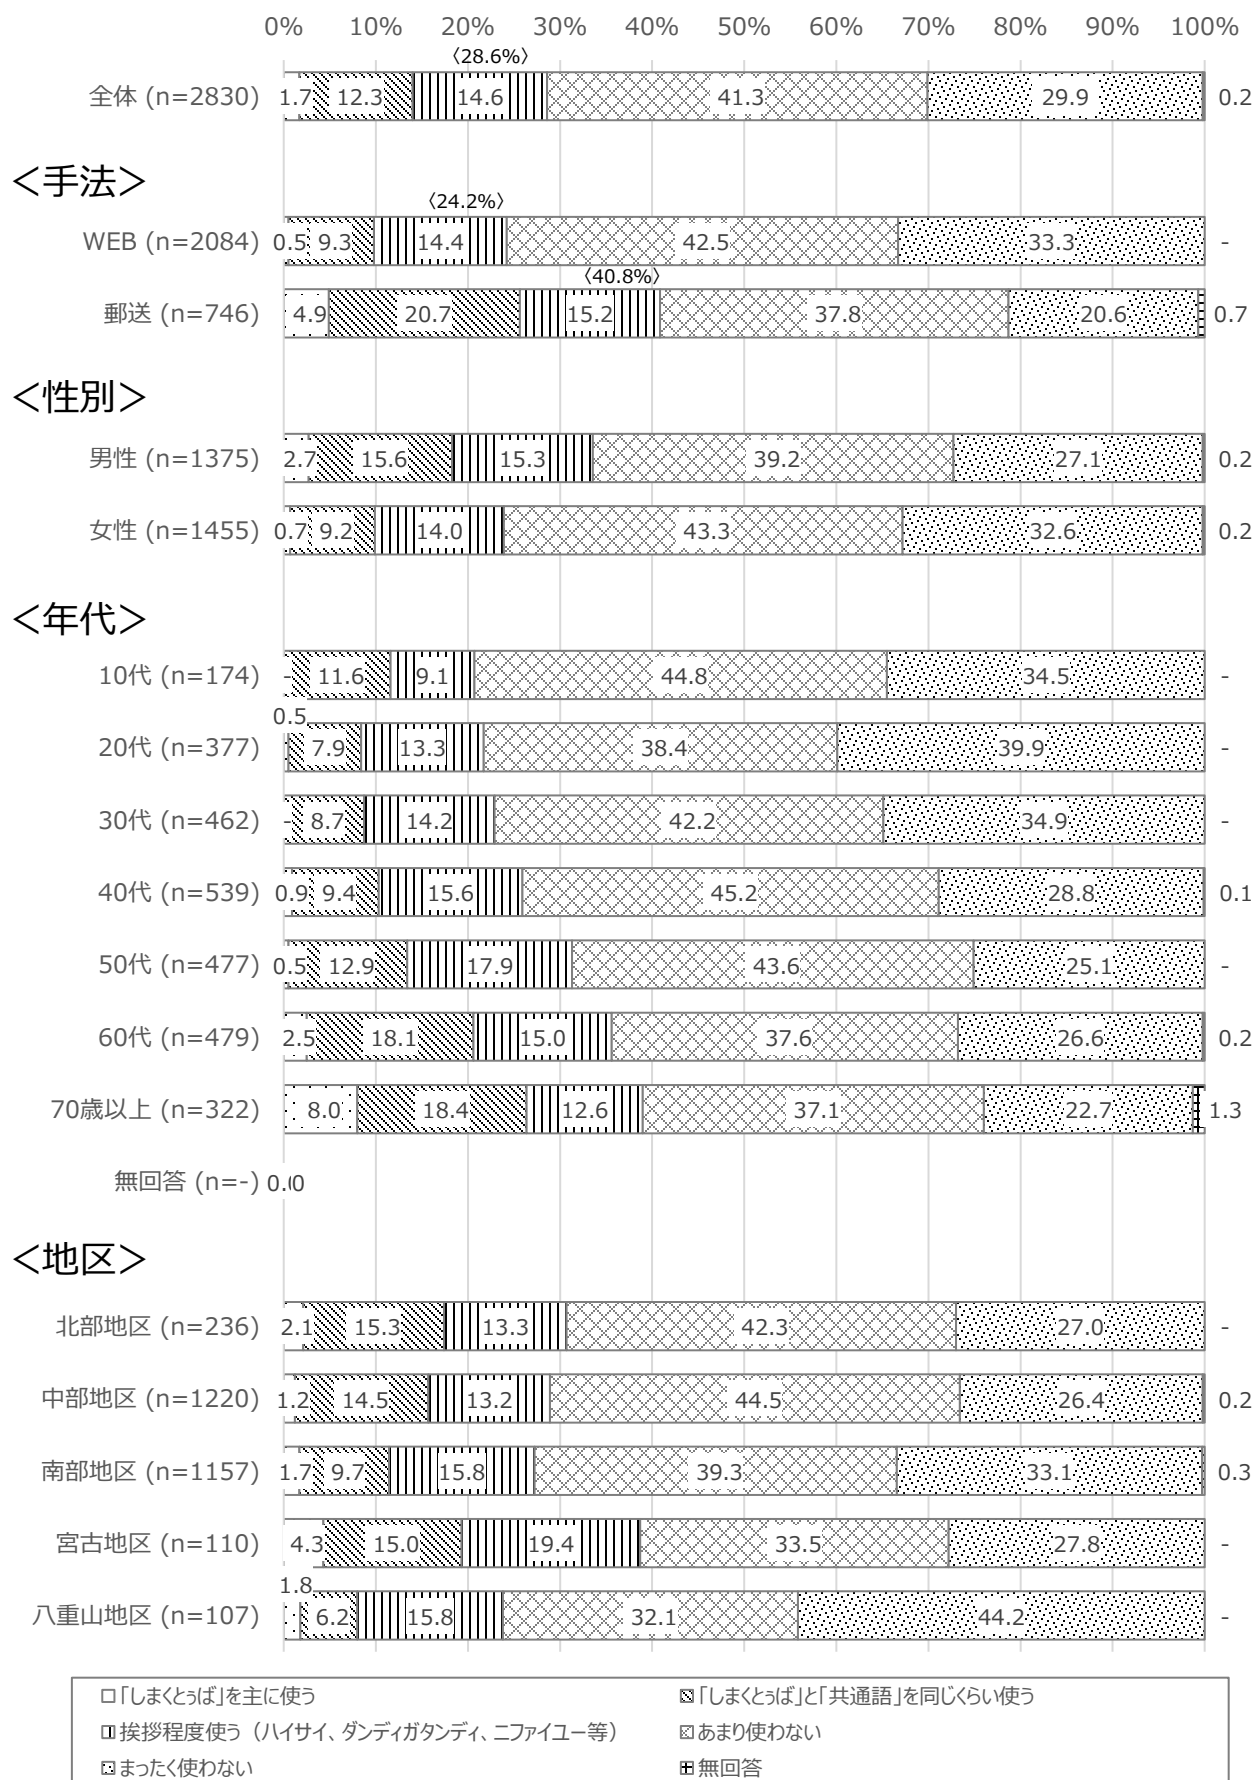 0% 10% 20% 30% 40% 50% 60% 70% 80% 90% 100%
〈28.6%〉
全体 (n=2830) 1.7 12.3 14.6 41.3 29.9 0.2
＜手法＞
〈24.2%〉
WEB (n=2084) 0.5 9.3 14.4 42.5 33.3 -
〈40.8%〉
郵送 (n=746) 4.9 20.7 15.2 37.8 20.6 0.7
＜性別＞
男性 (n=1375) 2.7 15.6 15.3 39.2 27.1 0.2
女性 (n=1455) 0.7 9.2 14.0 43.3 32.6 0.2
＜年代＞
10代 (n=174) - 11.6 9.1 44.8 34.5 -
0.5
20代 (n=377) 7.9 13.3 38.4 39.9 -
30代 (n=462) - 8.7 14.2 42.2 34.9 -
40代 (n=539) 0.9 9.4 15.6 45.2 28.8 0.1
50代 (n=477) 0.5 12.9 17.9 43.6 25.1 -
60代 (n=479) 2.5 18.1 15.0 37.6 26.6 0.2
70歳以上 (n=322) 8.0 18.4 12.6 37.1 22.7 1.3
無回答 (n=-) 0.0
＜地区＞
北部地区 (n=236) 2.1 15.3 13.3 42.3 27.0 -
中部地区 (n=1220) 1.2 14.5 13.2 44.5 26.4 0.2
南部地区 (n=1157) 1.7 9.7 15.8 39.3 33.1 0.3
宮古地区 (n=110) 4.3 15.0 19.4 33.5 27.8 -
1.8
八重山地区 (n=107) 6.2 15.8 32.1 44.2 -
「しまくとぅば」を主に使う 「しまくとぅば」と「共通語」を同じくらい使う
挨拶程度使う（ハイサイ、ダンディガタンディ、ニファイユー等） あまり使わない
まったく使わない 無回答